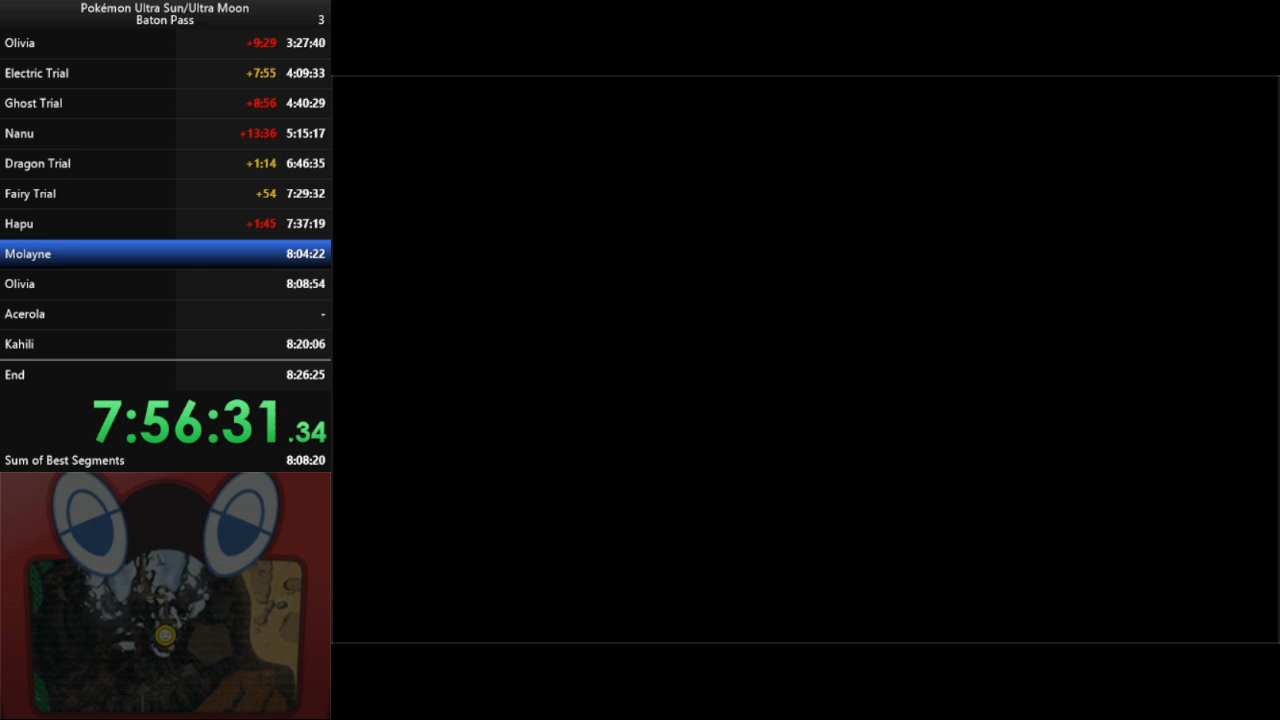 Pokémon Ultra Sun/Ultra Moon
Baton Pass 3
Olivia +9:29 3:27:40
Electric Trial +7:55 4:09:33
Ghost Trial +8:56 4:40:29
Nanu +13:36 5:15:17
Dragon Trial +1:14 6:46:35
Fairy Trial +54 7:29:32
Hapu +1:45 7:37:19
Molayne 8:04:22
Olivia 8:08:54
Acerola -
Kahili 8:20:06
End 8:26:25
7:56:31.34
Sum of Best Segments 8:08:20